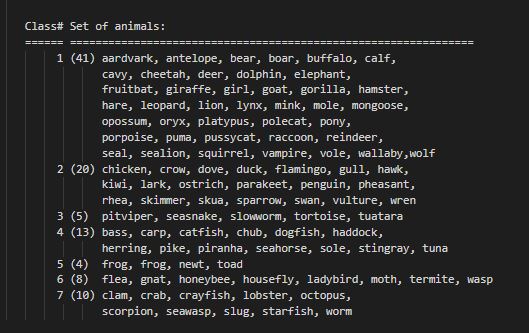 Class# Set of animals:
====== ===============================================================
1 (41) aardvark, antelope, bear, boar, buffalo, calf,
cavy, cheetah, deer, dolphin, elephant,
fruitbat, giraffe, girl, goat, gorilla, hamster,
hare, leopard, lion, lynx, mink, mole, mongoose,
opossum, oryx, platypus, polecat, pony,
porpoise, puma, pussycat, raccoon, reindeer,
seal, sealion, squirrel, vampire, vole, wallaby,wolf
2 (20) chicken, crow, dove, duck, flamingo, gull, hawk,
kiwi, lark, ostrich, parakeet, penguin, pheasant,
rhea, skimmer, skua, sparrow, swan, vulture, wren
3 (5) pitviper, seasnake, slowworm, tortoise, tuatara
4 (13) bass, carp, catfish, chub, dogfish, haddock,
herring, pike, piranha, seahorse, sole, stingray, tuna
5 (4) frog, frog, newt, toad
6 (8) flea, gnat, honeybee, housefly, ladybird, moth, termite, wasp
7 (10) clam, crab, crayfish, lobster, octopus,
scorpion, seawasp, slug, starfish, worm